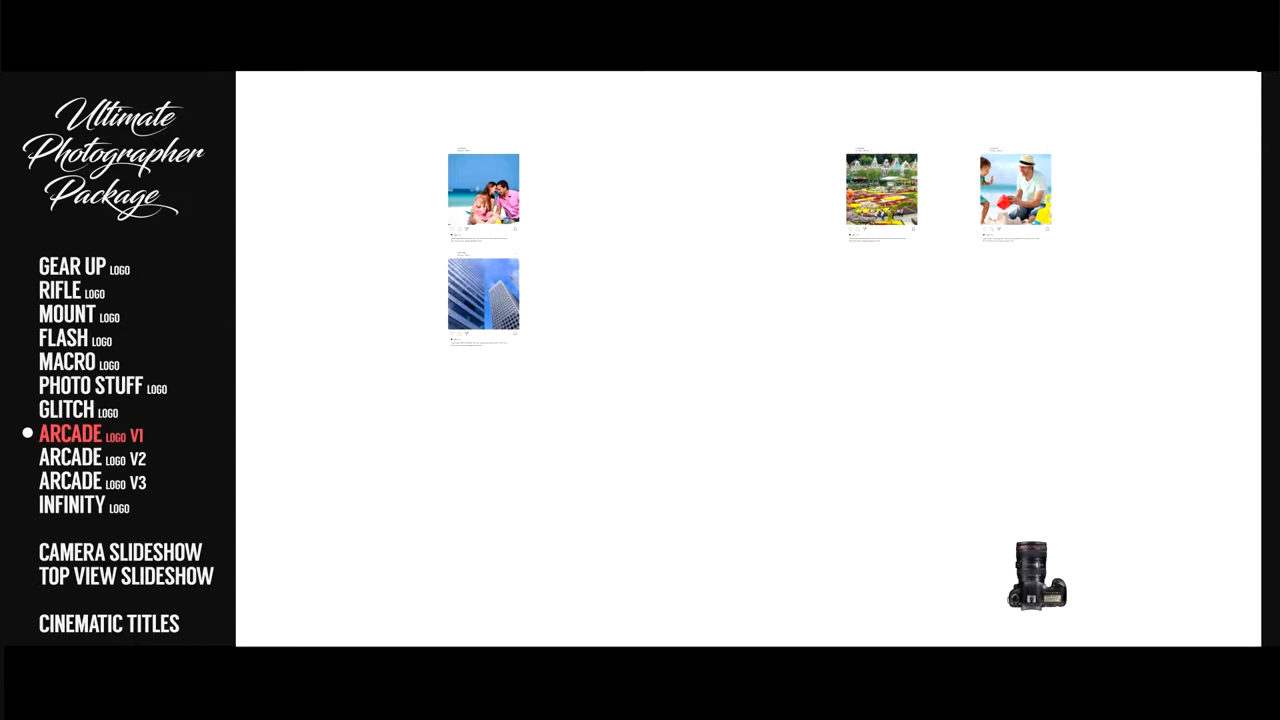 Ultimate
Photographer
Package
GEAR UP LOGO
RIFLE LOGO
MOUNT LOGO
FLASH LOGO
MACRO LOGO
PHOTO STUFF LOGO
GLITCH LOGO
ARCADE LOGO V1
ARCADE LOGO V2
ARCADE LOGO V3
INFINITY LOGO
CAMERA SLIDESHOW
TOP VIEW SLIDESHOW
CINEMATIC TITLES